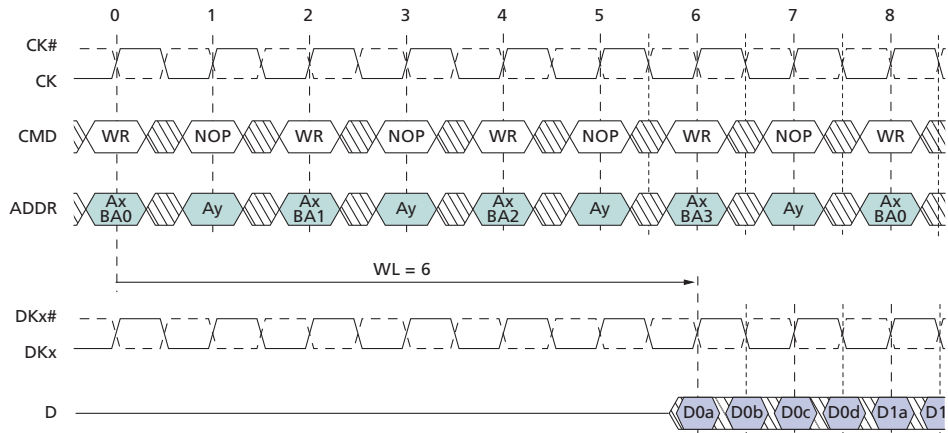 0 1 2 3 4 5 6 7 8
CK#
CK
CMD WR NOP WR NOP WR NOP WR NOP WR
ADDR Ax BA0 Ay Ax BA1 Ay Ax BA2 Ay Ax BA3 Ay Ax BA0
WL = 6
DKx#
DKx
D D0a D0b D0c D0d D1a D1